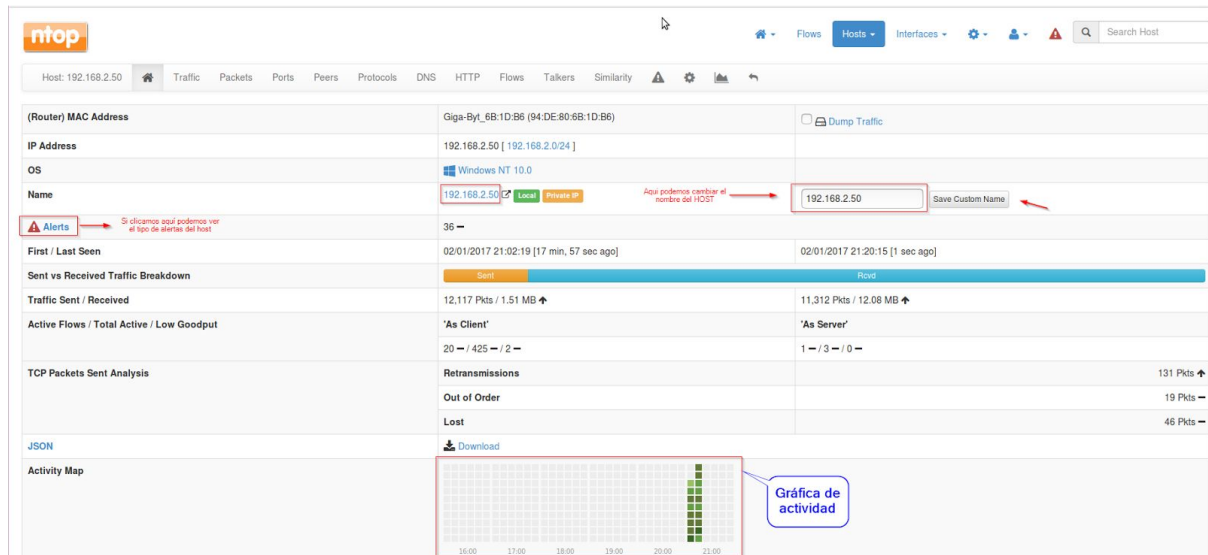 ntop
Flows Hosts Interfaces Search Host
Host: 192.168.2.50 Traffic Packets Ports Peers Protocols DNS HTTP Flows Talkers Similarity
(Router) MAC Address Giga-Byt_6B:1D:B6 (94:DE:80:6B:1D:B6) Dump Traffic
IP Address 192.168.2.50 [ 192.168.2.0/24 ]
OS Windows NT 10.0
Name 192.168.2.50 Local Private IP Aqui podemos cambiar el nombre del HOST 192.168.2.50 Save Custom Name
Alerts Si clicamos aquí podemos ver el tipo de alertas del host 36 –
First / Last Seen 02/01/2017 21:02:19 [17 min, 57 sec ago] 02/01/2017 21:20:15 [1 sec ago]
Sent vs Received Traffic Breakdown Sent Rcvd
Traffic Sent / Received 12,117 Pkts / 1.51 MB 11,312 Pkts / 12.08 MB
Active Flows / Total Active / Low Goodput 'As Client' 'As Server'
20 – / 425 – / 2 – 1 – / 3 – / 0 –
TCP Packets Sent Analysis Retransmissions 131 Pkts
Out of Order 19 Pkts –
Lost 46 Pkts –
JSON Download
Activity Map
Gráfica de
actividad
16:00 17:00 18:00 19:00 20:00 21:00